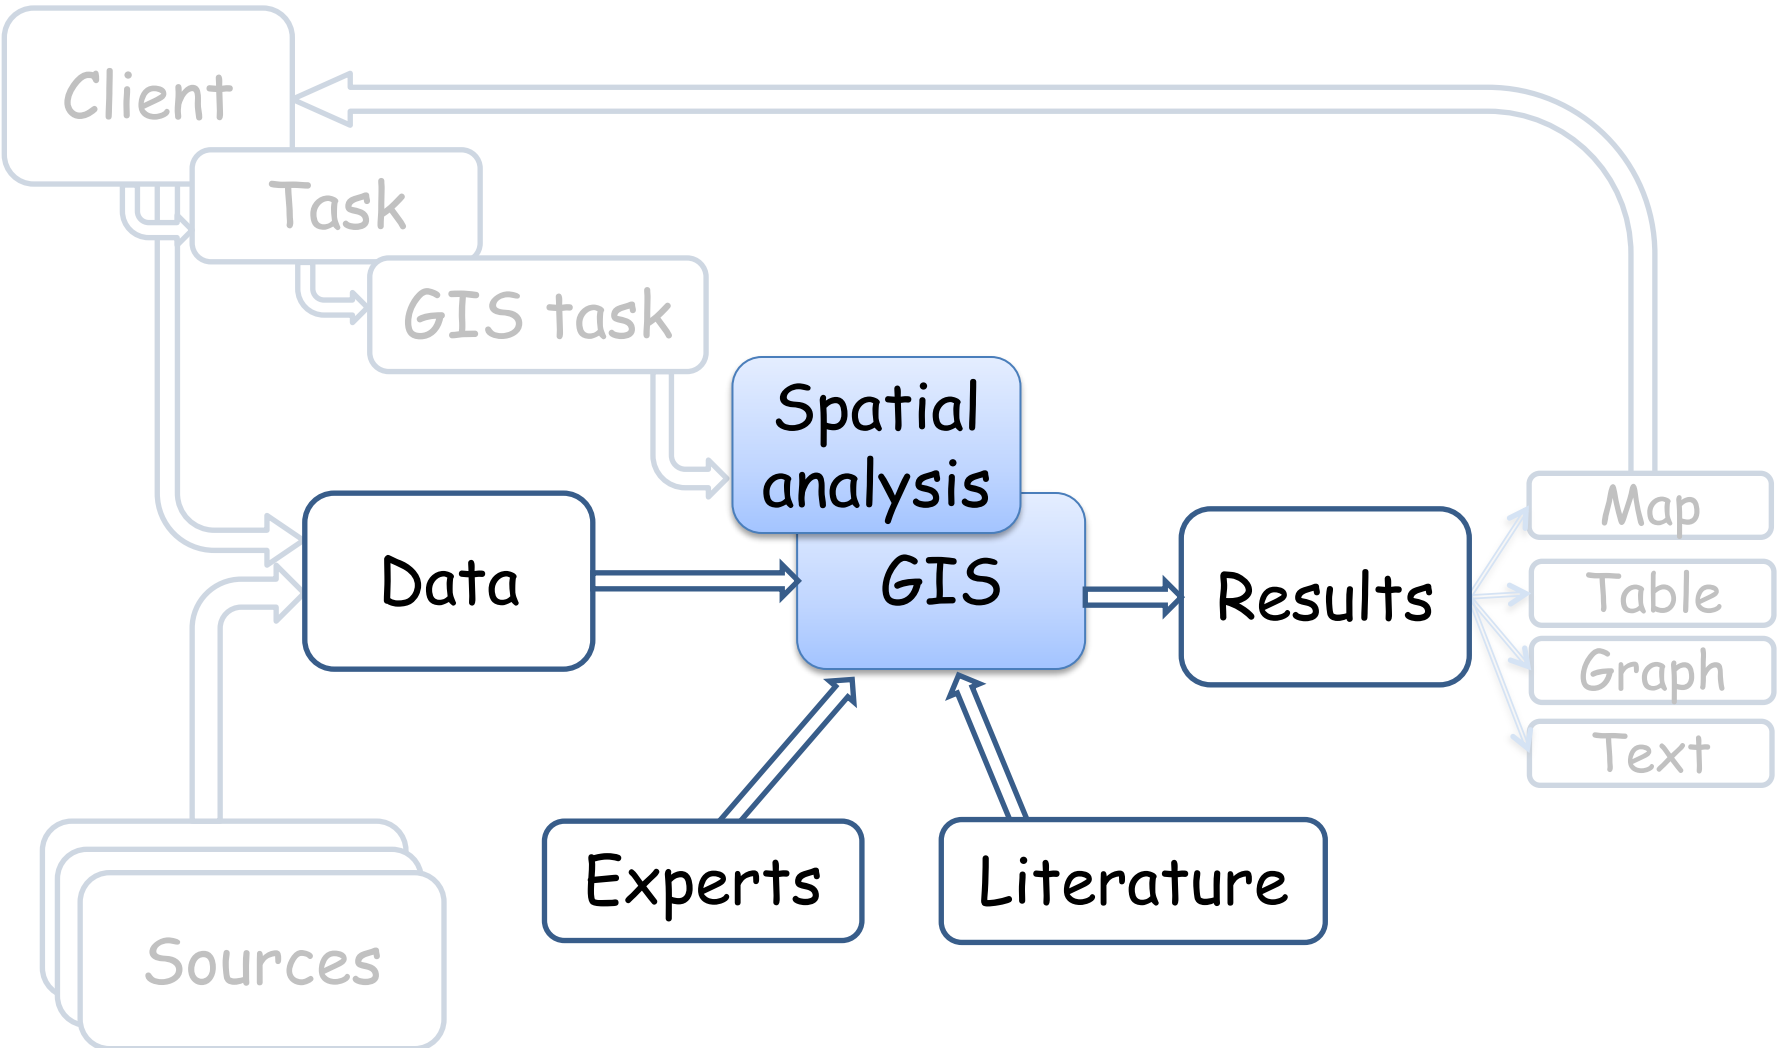 Client
Task
GIS task
Spatial
analysis
Data
GIS
Results
Map
Table
Graph
Text
Experts
Literature
Sources